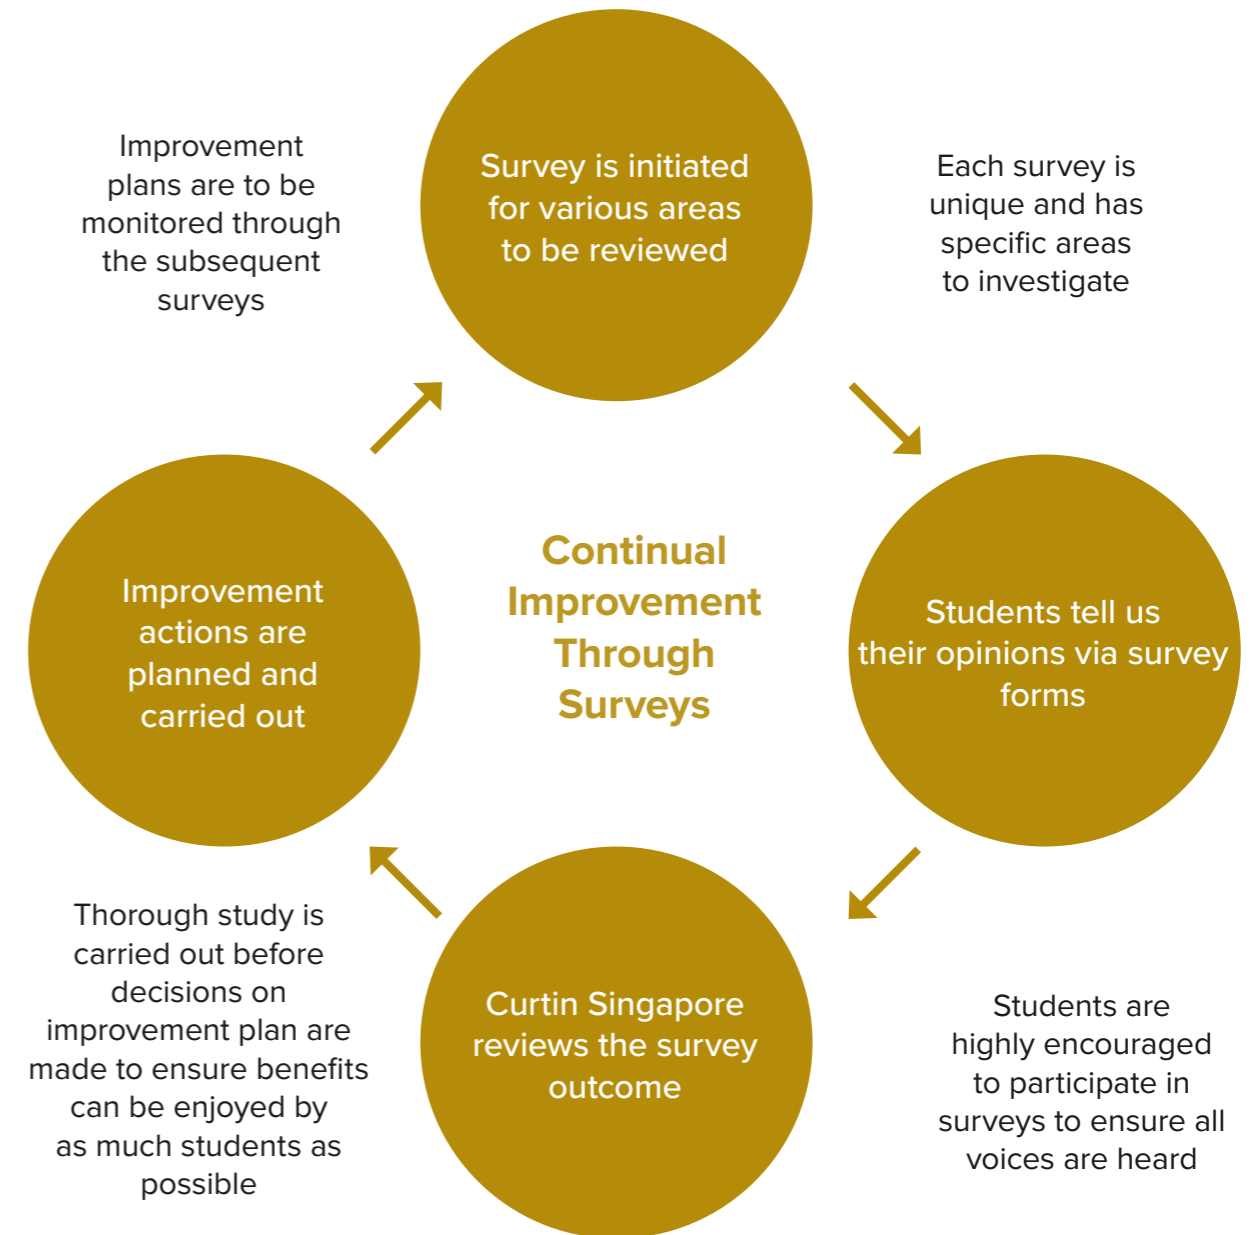 Survey is initiated
for various areas
to be reviewed
Each survey is
unique and has
specific areas
to investigate
Students tell us
their opinions via survey
forms
Students are
highly encouraged
to participate in
surveys to ensure all
voices are heard
Curtin Singapore
reviews the survey
outcome
Thorough study is
carried out before
decisions on
improvement plan are
made to ensure benefits
can be enjoyed by
as much students as
possible
Improvement
actions are
planned and
carried out
Improvement
plans are to be
monitored through
the subsequent
surveys
Continual
Improvement
Through
Surveys